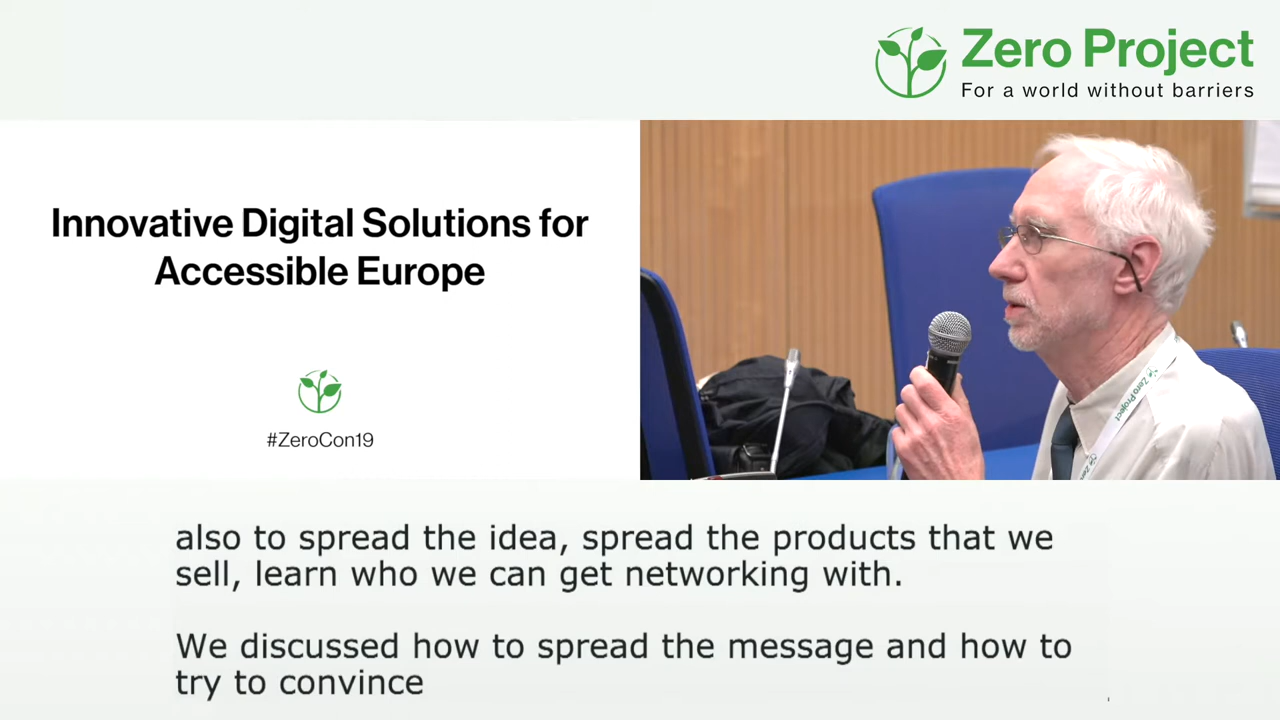 Zero Project
For a world without barriers
Innovative Digital Solutions for
Accessible Europe
#ZeroCon19
Zero Project
also to spread the idea, spread the products that we
sell, learn who we can get networking with.
We discussed how to spread the message and how to
try to convince